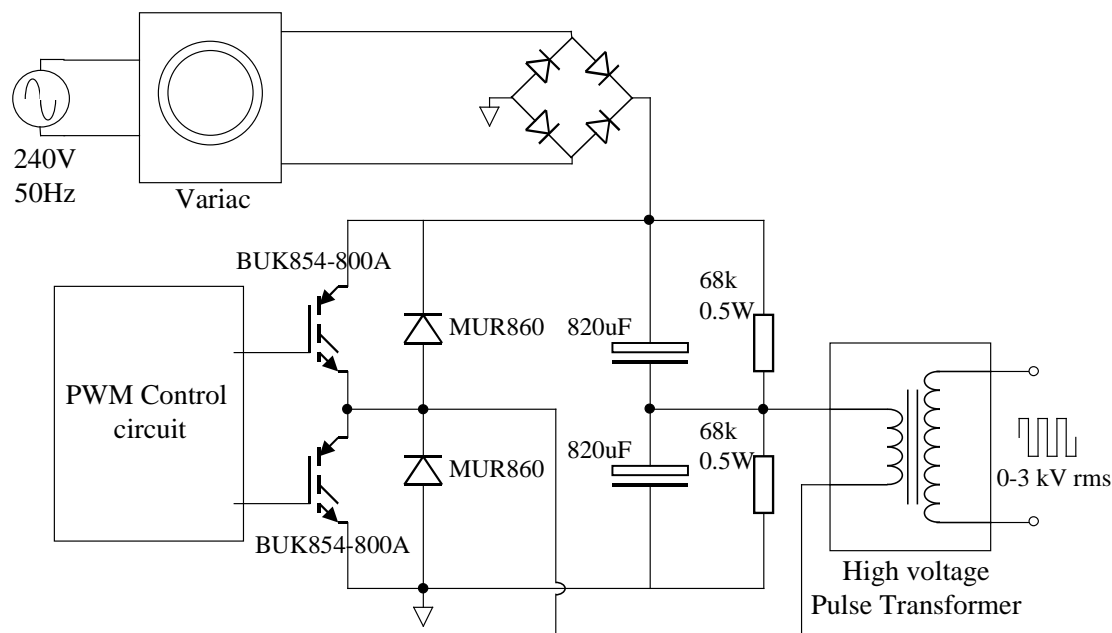 240V
50Hz
Variac
BUK854-800A
PWM Control
circuit
BUK854-800A
MUR860
MUR860
820uF
820uF
68k
0.5W
68k
0.5W
0-3 kV rms
High voltage
Pulse Transformer